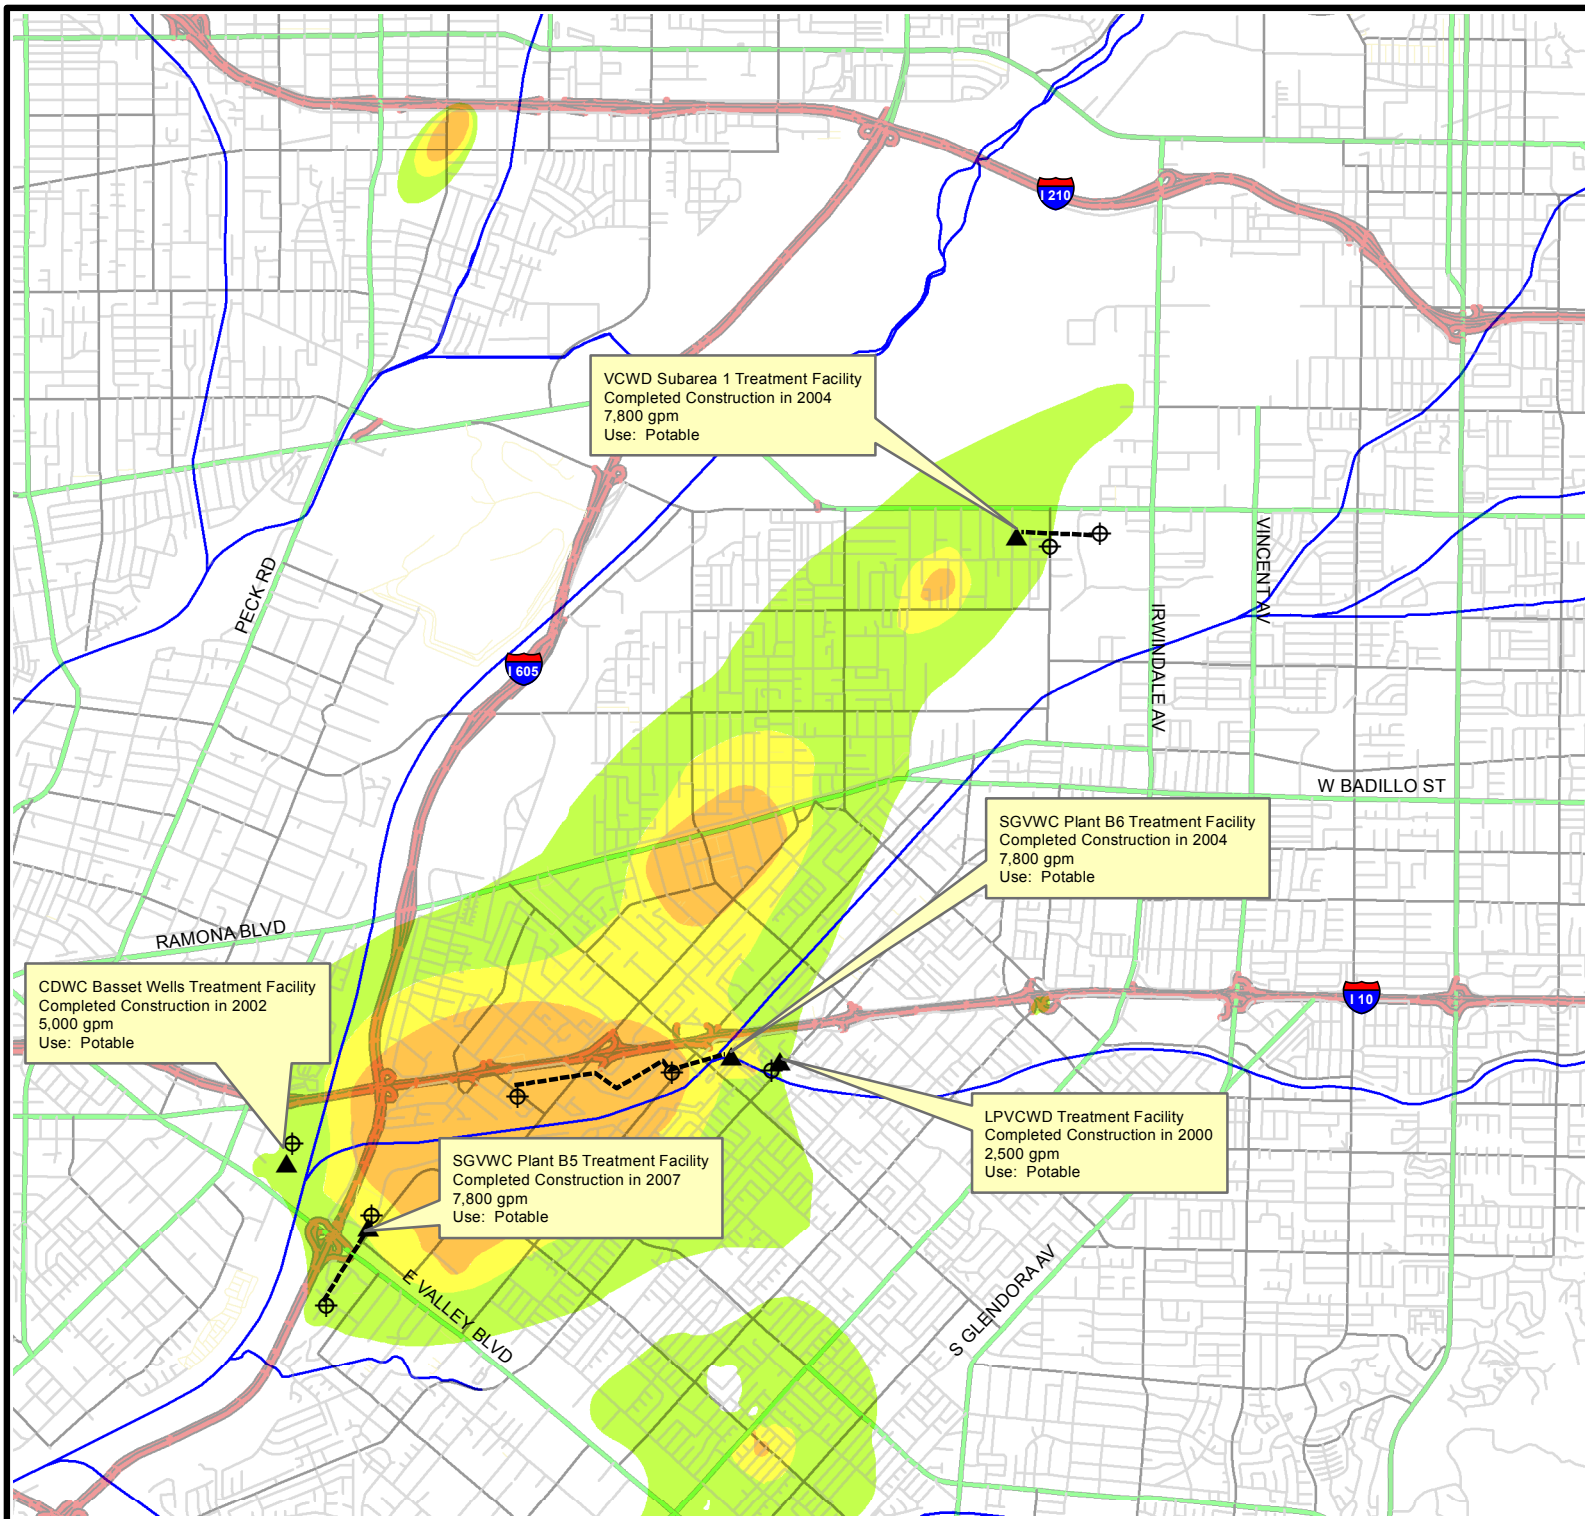 I 210
VCWD Subarea 1 Treatment Facility
Completed Construction in 2004
7,800 gpm
Use: Potable
PECK RD
VINCENT AV
IRWINDALE AV
I 605
W BADILLO ST
SGVWC Plant B6 Treatment Facility
Completed Construction in 2004
7,800 gpm
Use: Potable
RAMONA BLVD
CDWC Basset Wells Treatment Facility
Completed Construction in 2002
5,000 gpm
Use: Potable
I 10
LPVCWD Treatment Facility
Completed Construction in 2000
2,500 gpm
Use: Potable
SGVWC Plant B5 Treatment Facility
Completed Construction in 2007
7,800 gpm
Use: Potable
E VALLEY BLVD
S GLENDORA AV